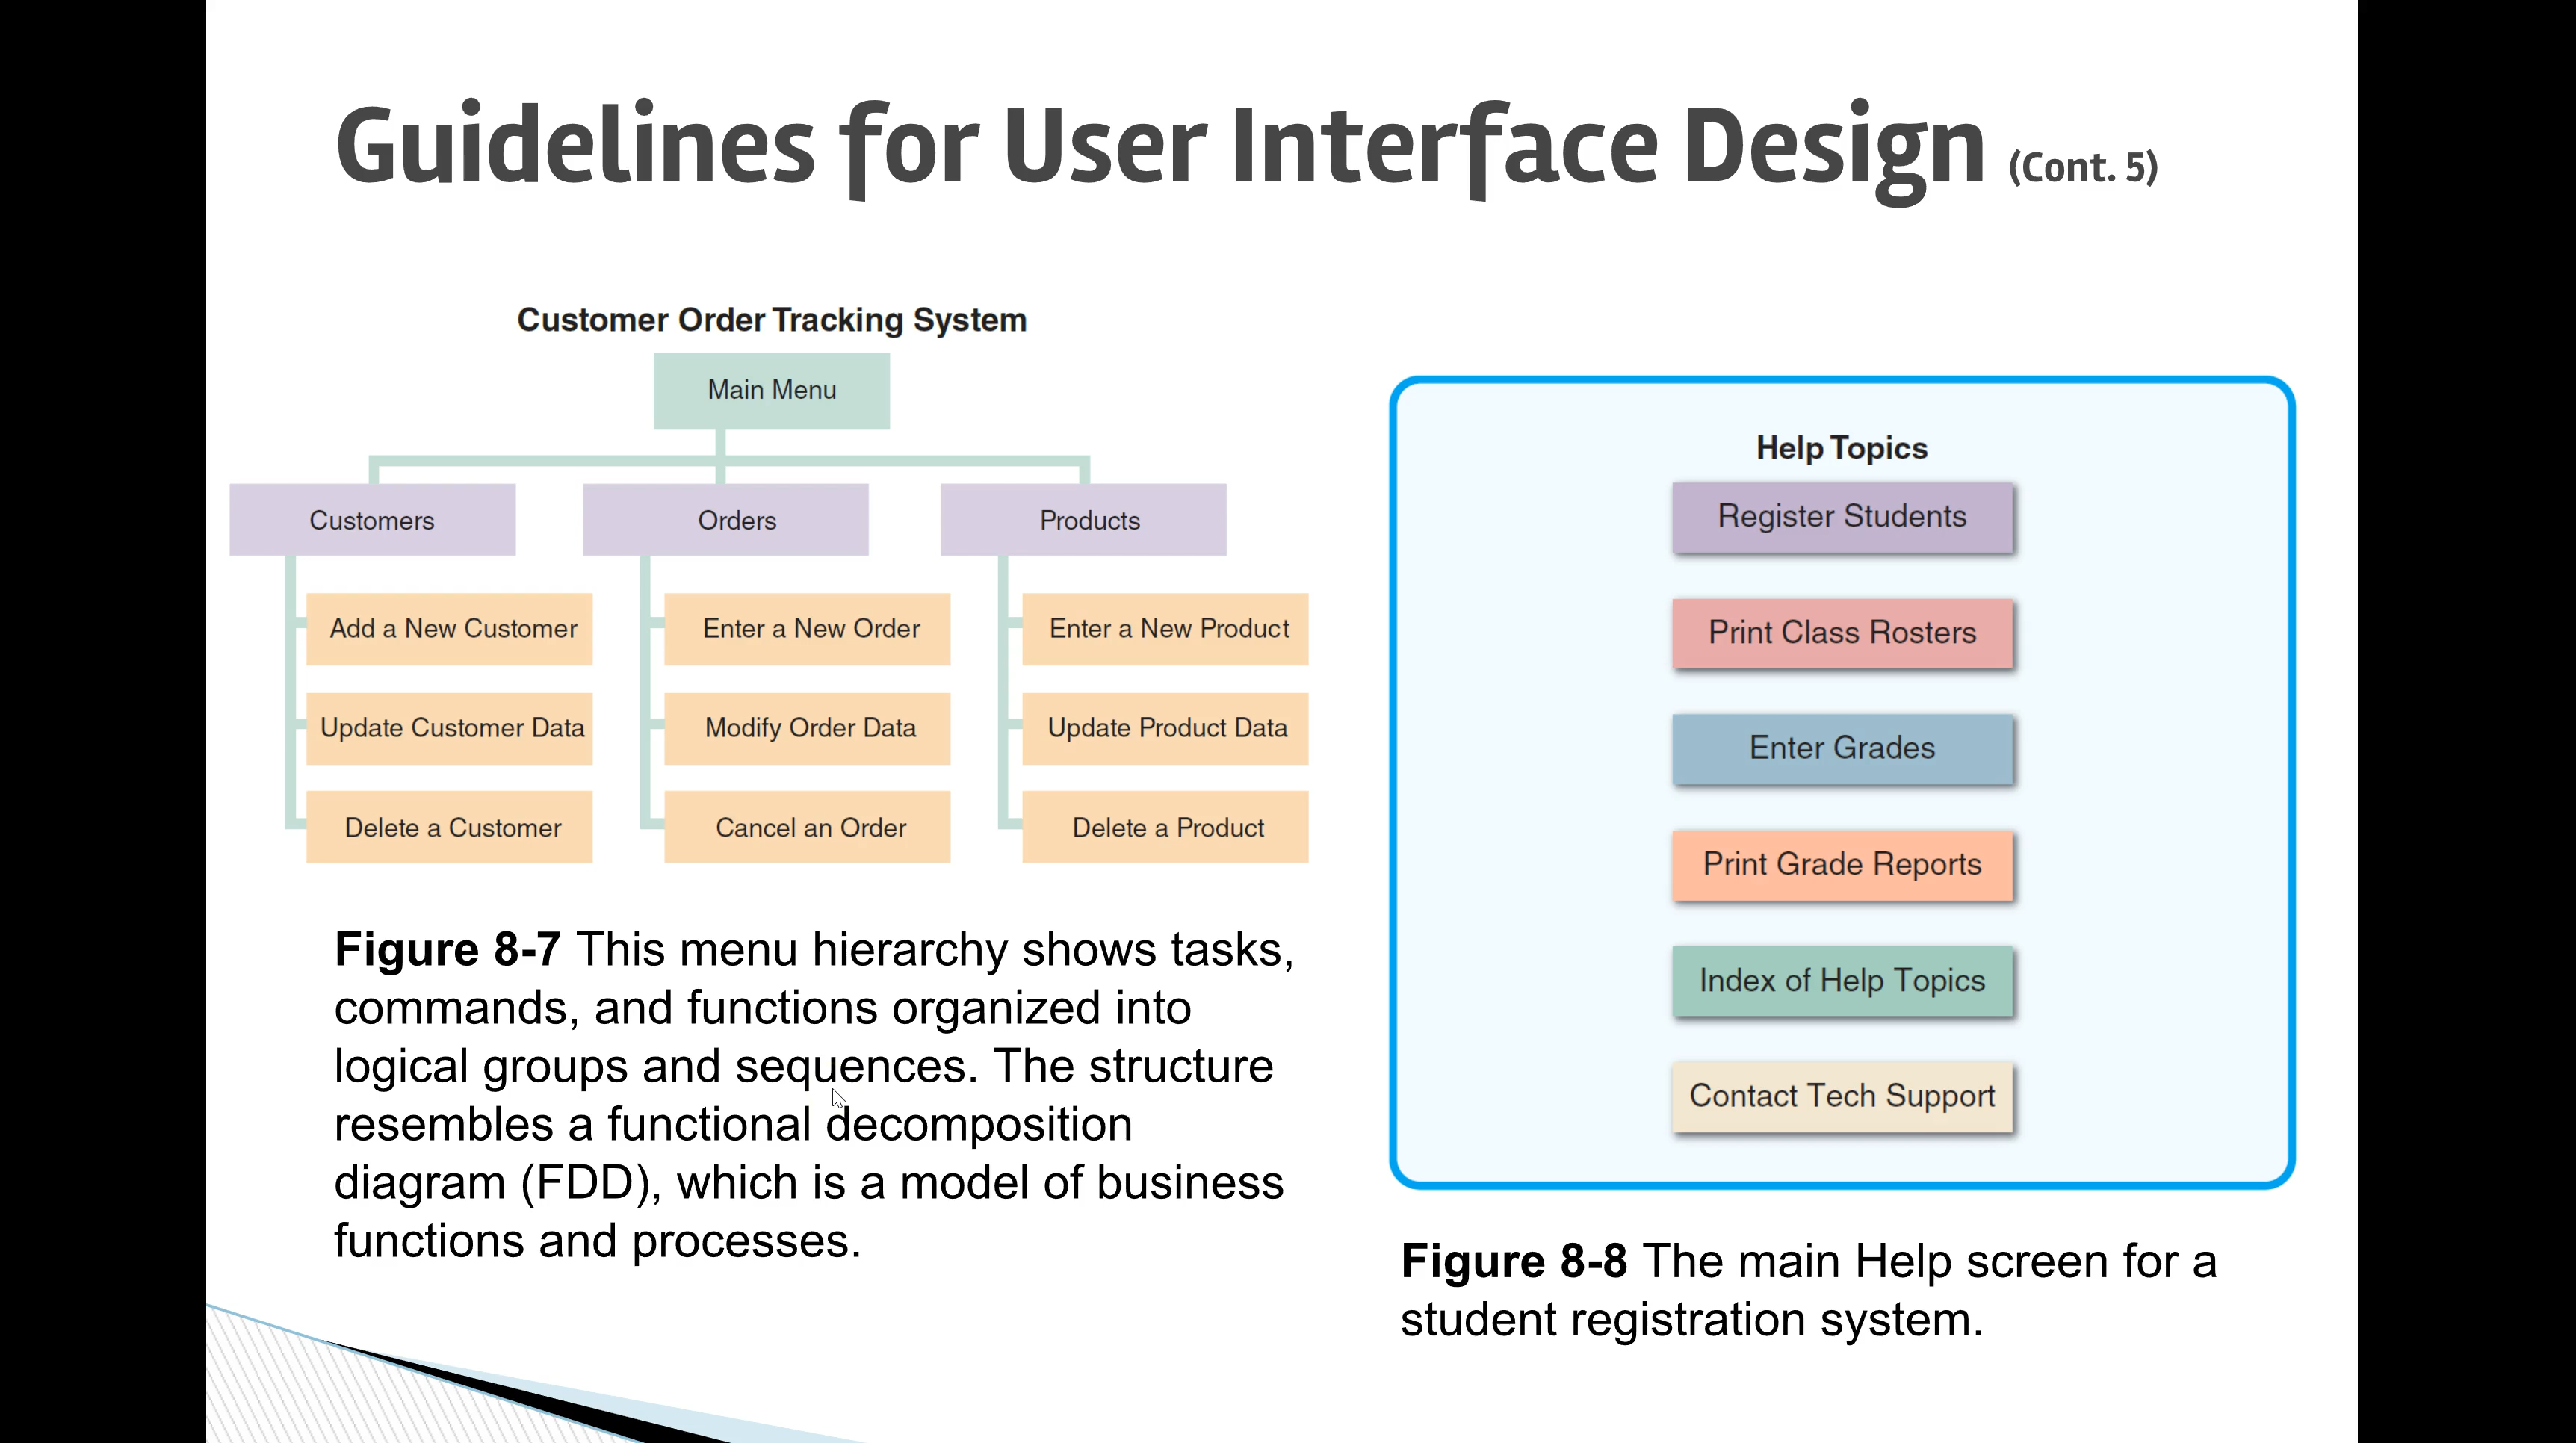 Guidelines for User Interface Design (Cont. 5)
Customer Order Tracking System
Main Menu
Customers
Orders
Products
Add a New Customer
Enter a New Order
Enter a New Product
Update Customer Data
Modify Order Data
Update Product Data
Delete a Customer
Cancel an Order
Delete a Product
Figure 8-7 This menu hierarchy shows tasks,
commands, and functions organized into
logical groups and sequences. The structure
resembles a functional decomposition
diagram (FDD), which is a model of business
functions and processes.
Help Topics
Register Students
Print Class Rosters
Enter Grades
Print Grade Reports
Index of Help Topics
Contact Tech Support
Figure 8-8 The main Help screen for a
student registration system.